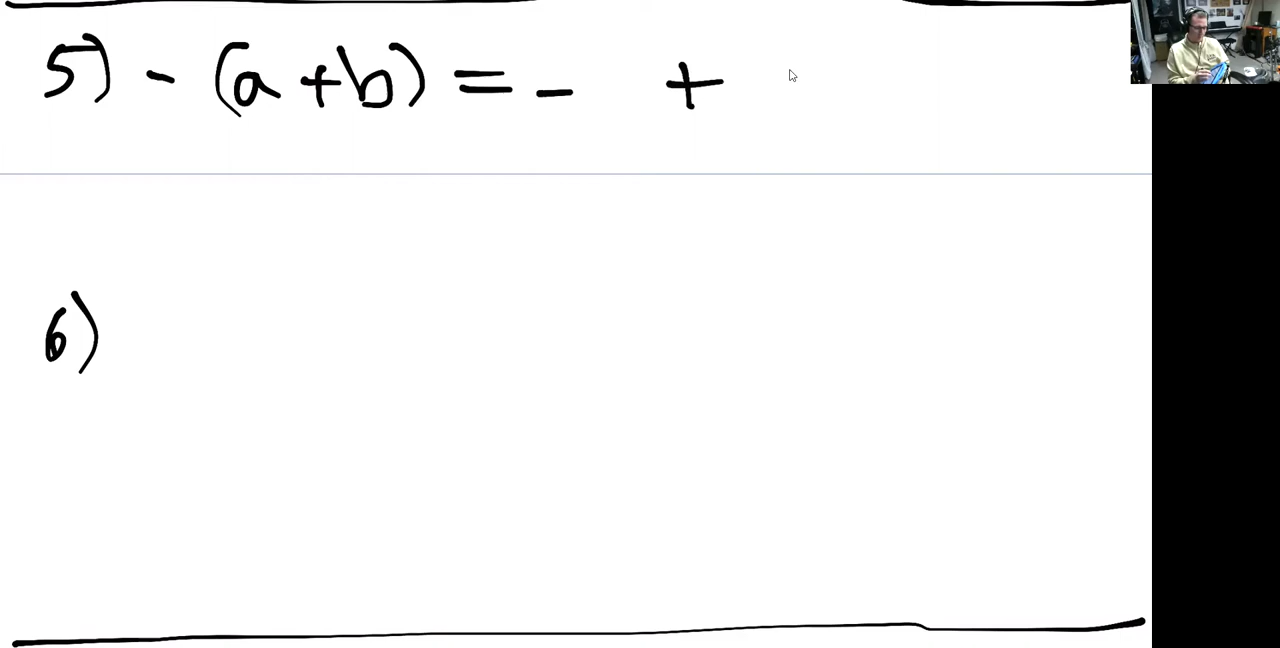 5) - (a + b) = - +
6)